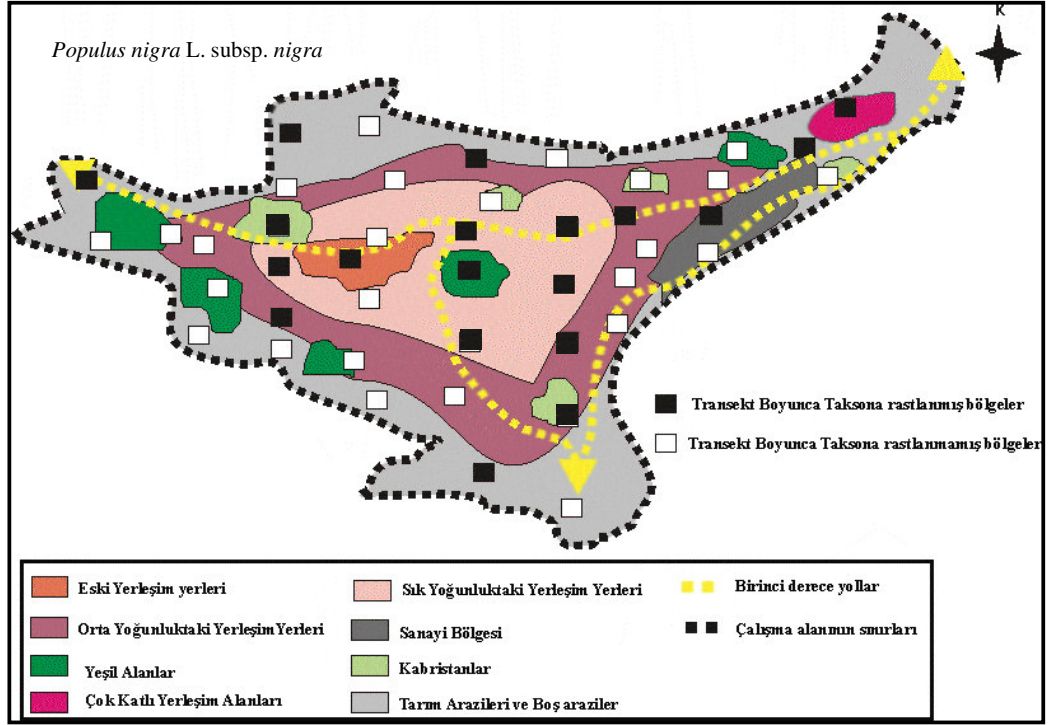 K
Populus nigra L. subsp. nigra
Transekt Boyunca Taksona rastlanmış bölgeler
Transekt Boyunca Taksona rastlanmamış bölgeler
Eski Yerleşim yerleri
Sık Yoğunluktaki Yerleşim Yerleri
Birinci derece yollar
Orta Yoğunluktaki Yerleşim Yerleri
Sanayi Bölgesi
Çalışma alanının sınırları
Yeşil Alanlar
Kabristanlar
Çok Katlı Yerleşim Alanları
Tarım Arazileri ve Boş araziler